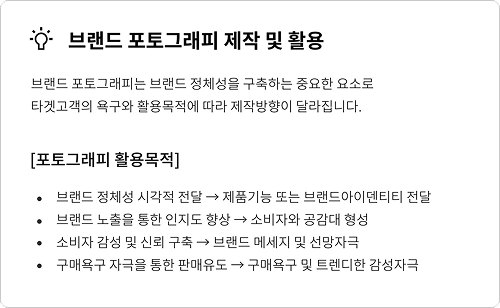 브랜드 포토그래피 제작 및 활용
브랜드 포토그래피는 브랜드 정체성을 구축하는 중요한 요소로
타겟고객의 욕구와 활용목적에 따라 제작방향이 달라집니다.
[포토그래피 활용목적]
• 브랜드 정체성 시각적 전달 → 제품기능 또는 브랜드아이덴티티 전달
• 브랜드 노출을 통한 인지도 향상 → 소비자와 공감대 형성
• 소비자 감성 및 신뢰 구축 → 브랜드 메세지 및 선망자극
• 구매욕구 자극을 통한 판매유도 → 구매욕구 및 트렌디한 감성자극